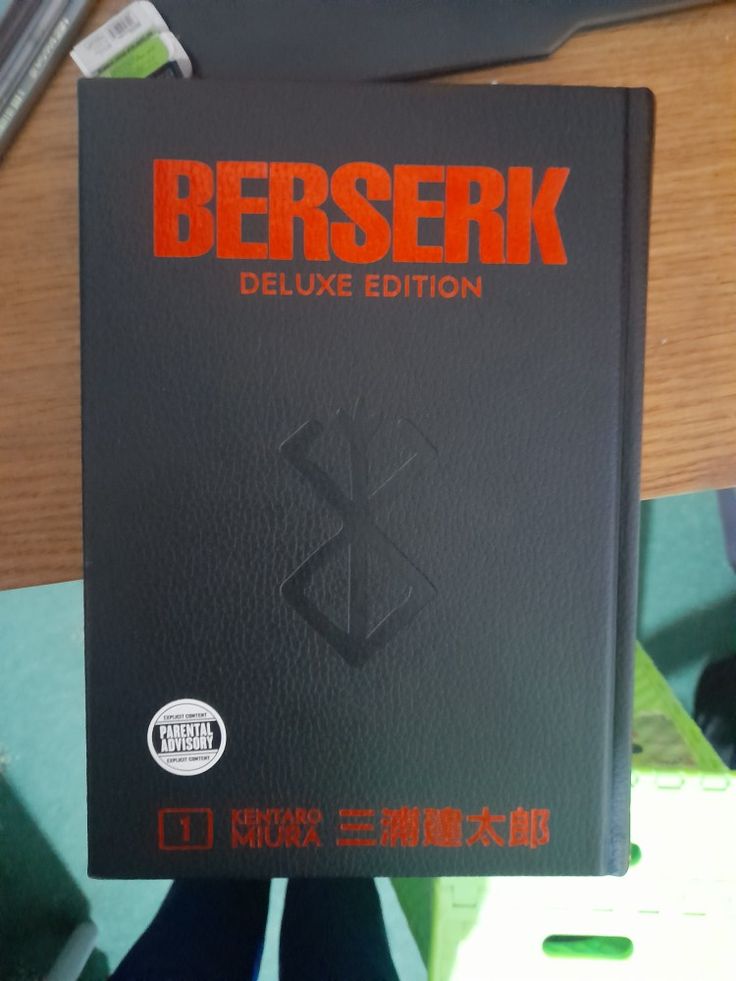 BERSERK
DELUXE EDITION
EXPLICIT CONTENT
PARENTAL
ADVISORY
EXPLICIT CONTENT
1
KENTARO
MIURA
三浦建太郎